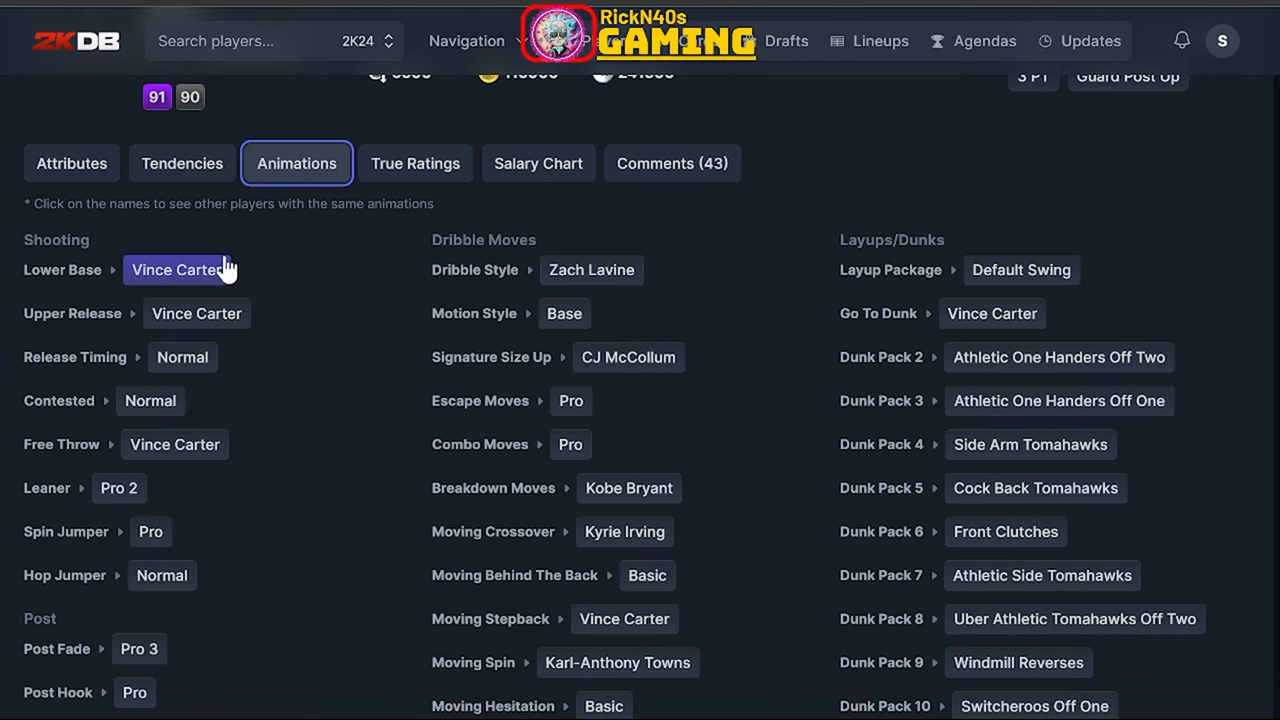 2KDB
Search players...
2K24
Navigation
RickN40s
GAMING
Drafts
Lineups
Agendas
Updates
S
91 90
3 PT
Guard Post Up
Attributes
Tendencies
Animations
True Ratings
Salary Chart
Comments (43)
* Click on the names to see other players with the same animations
Shooting
Lower Base Vince Carter
Upper Release Vince Carter
Release Timing Normal
Contested Normal
Free Throw Vince Carter
Leaner Pro 2
Spin Jumper Pro
Hop Jumper Normal
Post
Post Fade Pro 3
Post Hook Pro
Dribble Moves
Dribble Style Zach Lavine
Motion Style Base
Signature Size Up CJ McCollum
Escape Moves Pro
Combo Moves Pro
Breakdown Moves Kobe Bryant
Moving Crossover Kyrie Irving
Moving Behind The Back Basic
Moving Stepback Vince Carter
Moving Spin Karl-Anthony Towns
Moving Hesitation Basic
Layups/Dunks
Layup Package Default Swing
Go To Dunk Vince Carter
Dunk Pack 2 Athletic One Handers Off Two
Dunk Pack 3 Athletic One Handers Off One
Dunk Pack 4 Side Arm Tomahawks
Dunk Pack 5 Cock Back Tomahawks
Dunk Pack 6 Front Clutches
Dunk Pack 7 Athletic Side Tomahawks
Dunk Pack 8 Uber Athletic Tomahawks Off Two
Dunk Pack 9 Windmill Reverses
Dunk Pack 10 Switcheroos Off One